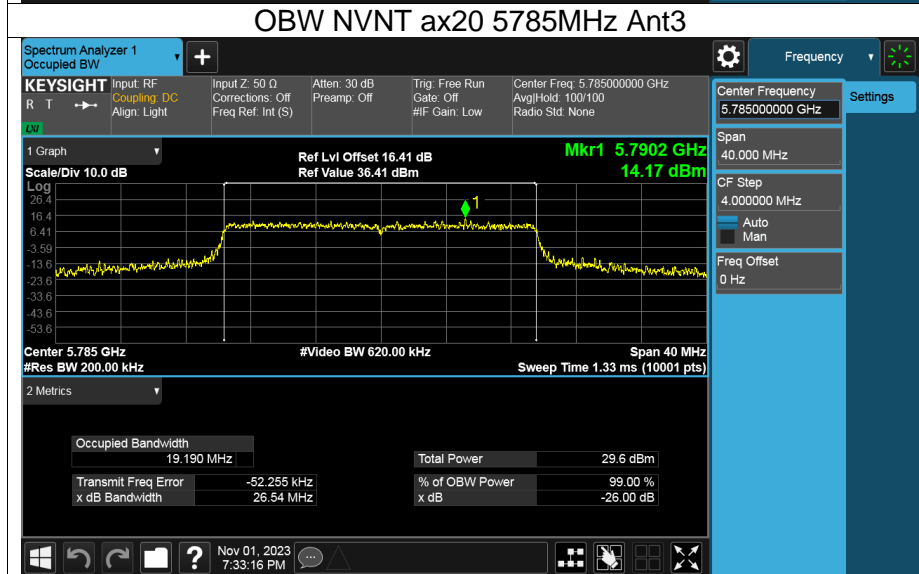 OBW NVNT ax20 5785MHz Ant3
Spectrum Analyzer 1
Occupied BW
+
Frequency
KEYSIGHT Input: RF Input Z: 50 Ω Atten: 30 dB Trig: Free Run Center Freq: 5.785000000 GHz
R T Coupling: DC Corrections: Off Preamp: Off Gate: Off Avg|Hold: 100/100
Align: Light Freq Ref: Int (S) #IF Gain: Low Radio Std: None
LXI
Center Frequency
5.785000000 GHz
Settings
Span
40.000 MHz
CF Step
4.000000 MHz
Auto
Man
Freq Offset
0 Hz
1 Graph
Ref Lvl Offset 16.41 dB
Mkr1 5.7902 GHz
Scale/Div 10.0 dB Ref Value 36.41 dBm 14.17 dBm
Log
26.4
16.4
6.41
-3.59
-13.6
-23.6
-33.6
-43.6
-53.6
1
Center 5.785 GHz #Video BW 620.00 kHz Span 40 MHz
#Res BW 200.00 kHz Sweep Time 1.33 ms (10001 pts)
2 Metrics
Occupied Bandwidth
19.190 MHz Total Power 29.6 dBm
Transmit Freq Error -52.255 kHz % of OBW Power 99.00 %
x dB Bandwidth 26.54 MHz x dB -26.00 dB
?
Nov 01, 2023
7:33:16 PM